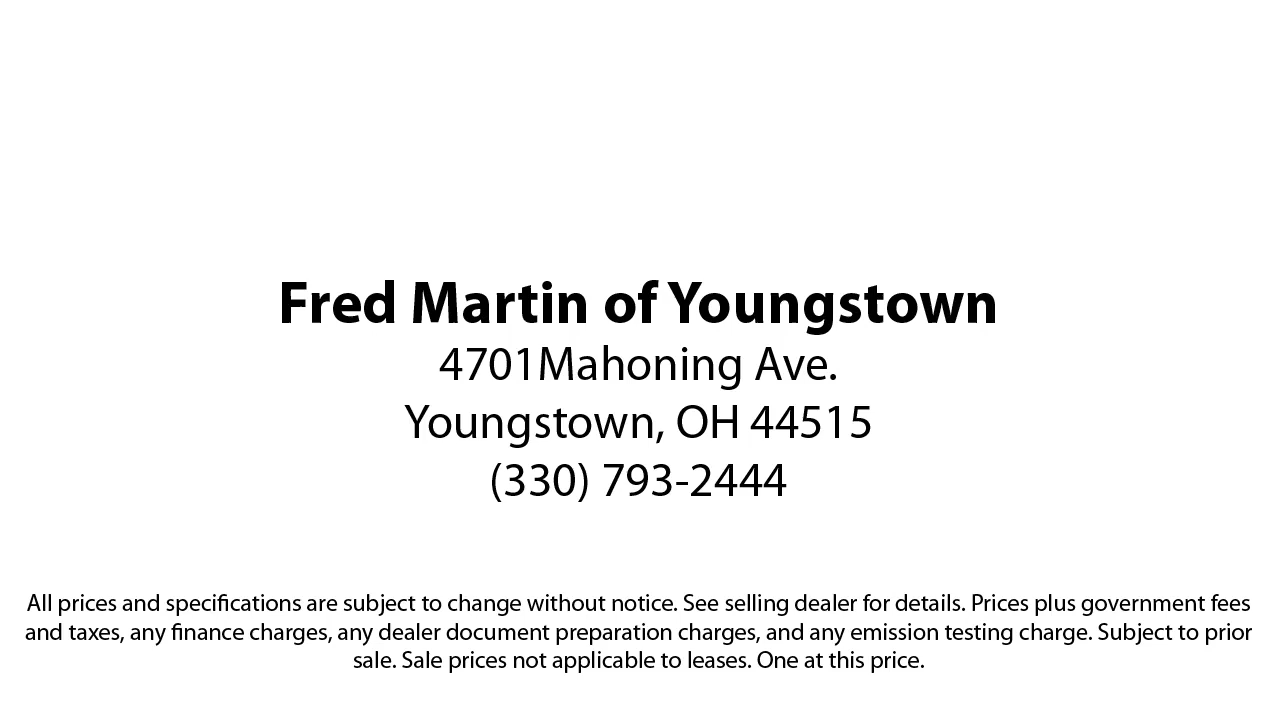 Fred Martin of Youngstown
4701Mahoning Ave.
Youngstown, OH 44515
(330) 793-2444
All prices and specifications are subject to change without notice. See selling dealer for details. Prices plus government fees
and taxes, any finance charges, any dealer document preparation charges, and any emission testing charge. Subject to prior
sale. Sale prices not applicable to leases. One at this price.